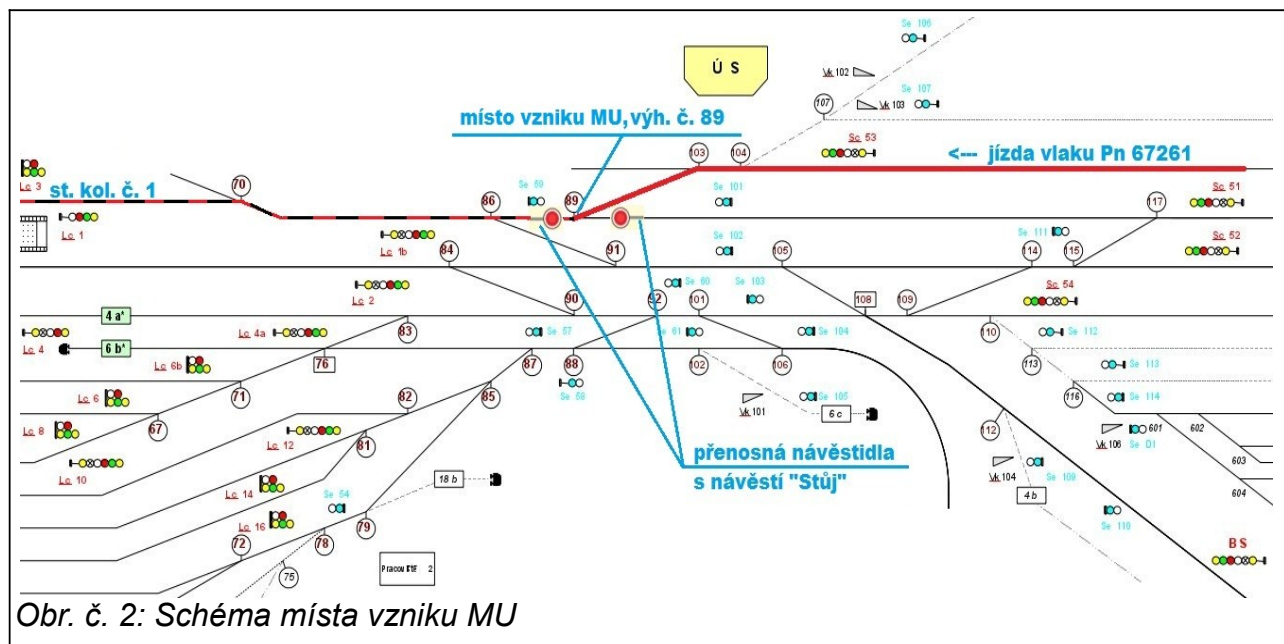 Se 106
Ú S
Vk 102
Se 107
107
Vk 103
místo vzniku MU, výh. č. 89
Sc 53
103
104
<--- jízda vlaku Pn 67261
Lc 3
st. kol. č. 1
70
Se 59
86
89
Se 101
Sc 51
117
Lc 1
Lc 1b
Se 102
Se 111
Sc 52
84
91
105
114
115
Lc 2
Se 60
Se 103
Sc 54
90
92
101
108
109
4 a*
Lc 4
Lc 4a
83
Se 57
Se 61
Se 104
110
Se 112
6 b*
Lc 6b
76
87
88
102
106
113
Se 113
71
Se 58
85
Se 105
116
Se 114
Lc 6
Vk 101
6 c
82
67
Lc 8
Lc 12
81
112
Vk 106
Se
601
602
přenosná návěstidla
s návěstí "Stůj"
Lc 10
Vk 104
Se 109
603
604
Lc 14
18 b
Se 54
4 b
Se 110
Lc 16
79
72
78
75
B S
2
Obr. č. 2: Schéma místa vzniku MU